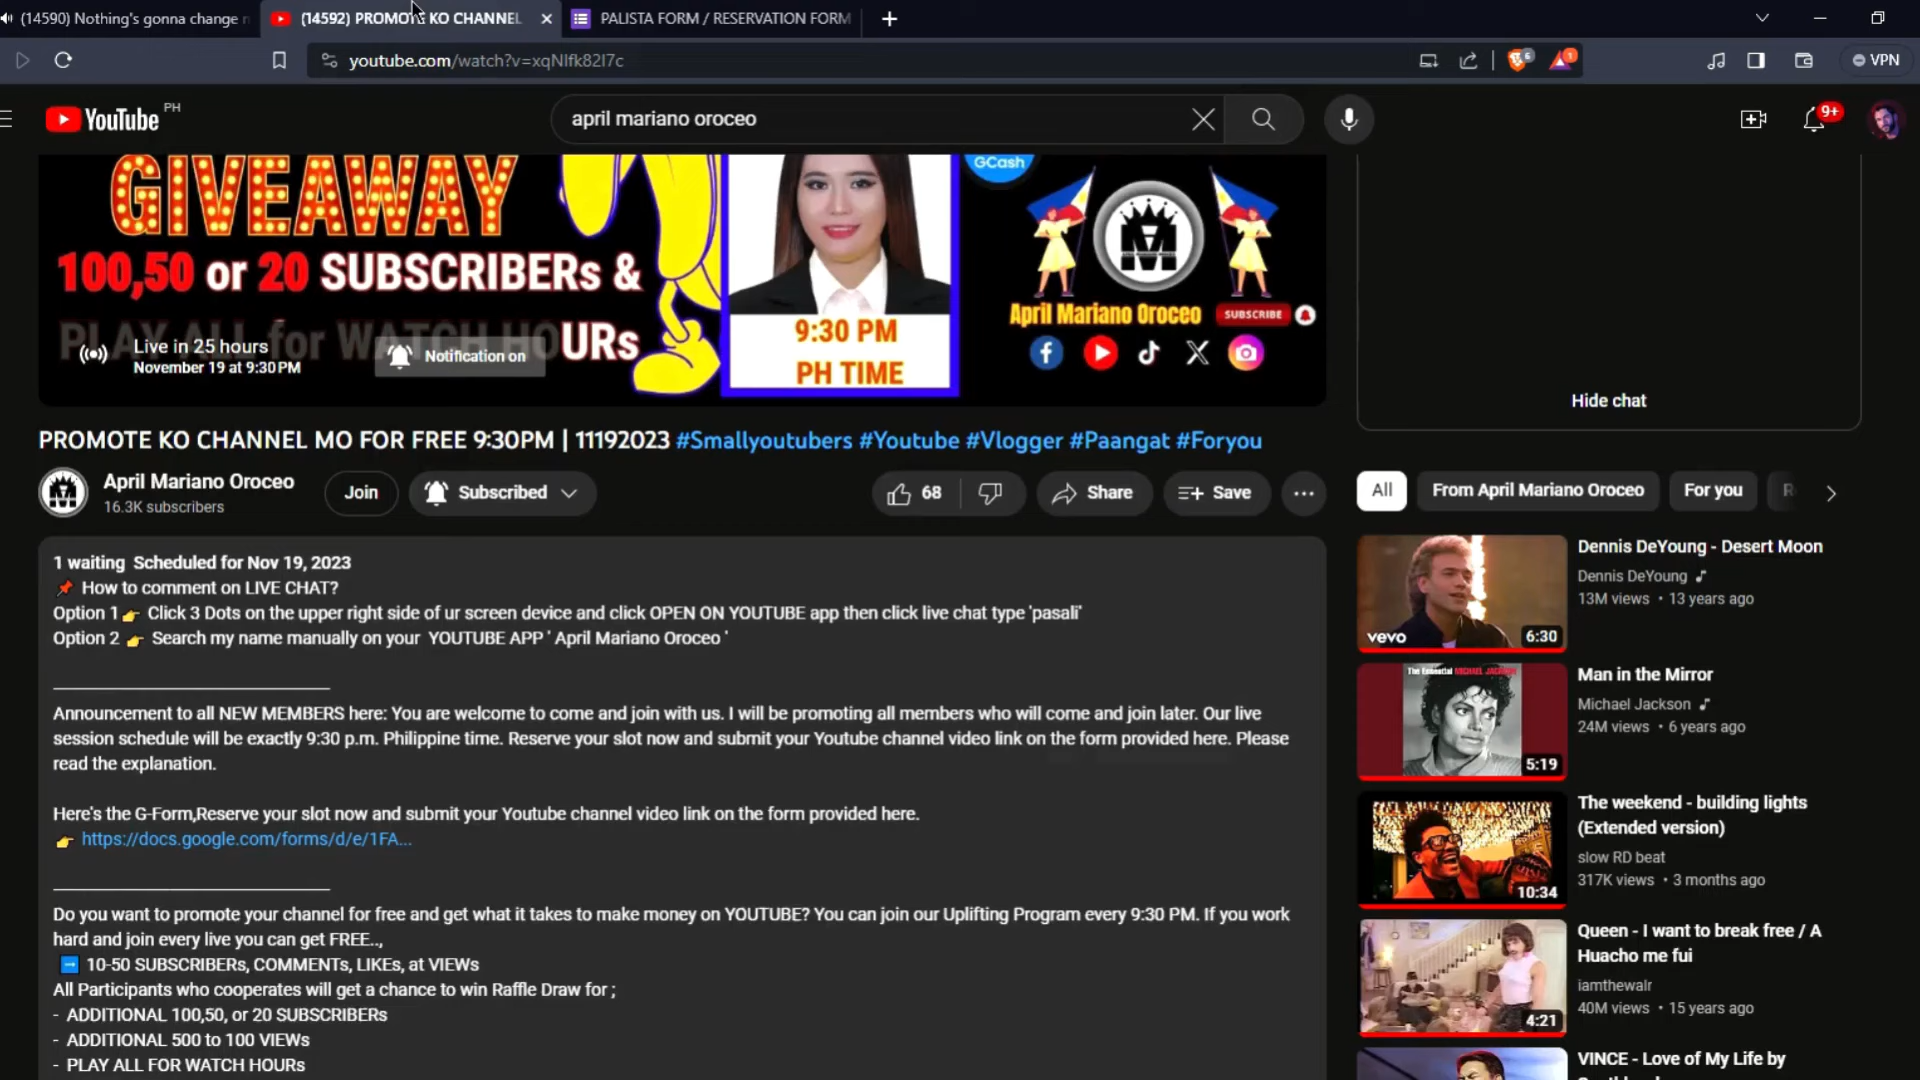 (14590) Nothing's gonna change n
(14592) PROMOTE KO CHANNEL
PALISTA FORM / RESERVATION FORM
youtube.com/watch?v=xqNlfk82I7c
6
1
VPN
YouTube PH
april mariano oroceo
9+
GIVEAWAY
100,50 or 20 SUBSCRIBERs &
PLAY ALL for WATCH HOURs
Live in 25 hours
November 19 at 9:30 PM
Notification on
9:30 PM
PH TIME
GCash
April Mariano Oroceo
SUBSCRIBE
Hide chat
PROMOTE KO CHANNEL MO FOR FREE 9:30PM | 11192023 #Smallyoutubers #Youtube #Vlogger #Paangat #Foryou
April Mariano Oroceo
16.3K subscribers
Join
Subscribed
68
Share
Save
All
From April Mariano Oroceo
For you
1 waiting Scheduled for Nov 19, 2023
📌 How to comment on LIVE CHAT?
Option 1👉 Click 3 Dots on the upper right side of ur screen device and click OPEN ON YOUTUBE app then click live chat type 'pasali'
Option 2 👉 Search my name manually on your YOUTUBE APP ' April Mariano Oroceo '
Announcement to all NEW MEMBERS here: You are welcome to come and join with us. I will be promoting all members who will come and join later. Our live
session schedule will be exactly 9:30 p.m. Philippine time. Reserve your slot now and submit your Youtube channel video link on the form provided here. Please
read the explanation.
Here's the G-Form,Reserve your slot now and submit your Youtube channel video link on the form provided here.
👉 https://docs.google.com/forms/d/e/1FA...
Do you want to promote your channel for free and get what it takes to make money on YOUTUBE? You can join our Uplifting Program every 9:30 PM. If you work
hard and join every live you can get FREE..,
➡️ 10-50 SUBSCRIBERs, COMMENTs, LIKEs, at VIEWs
All Participants who cooperates will get a chance to win Raffle Draw for ;
- ADDITIONAL 100,50, or 20 SUBSCRIBERs
- ADDITIONAL 500 to 100 VIEWs
- PLAY ALL FOR WATCH HOURs
vevo
6:30
Dennis DeYoung - Desert Moon
Dennis DeYoung
13M views • 13 years ago
The Essential MICHAEL JACKSON
5:19
Man in the Mirror
Michael Jackson
24M views • 6 years ago
10:34
The weekend - building lights
(Extended version)
slow RD beat
317K views • 3 months ago
4:21
Queen - I want to break free / A
Huacho me fui
iamthewalr
40M views • 15 years ago
VINCE - Love of My Life by